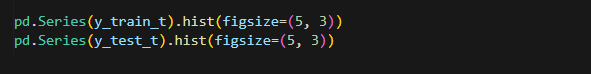 pd.Series(y_train_t).hist(figsize=(5, 3))
pd.Series(y_test_t).hist(figsize=(5, 3))